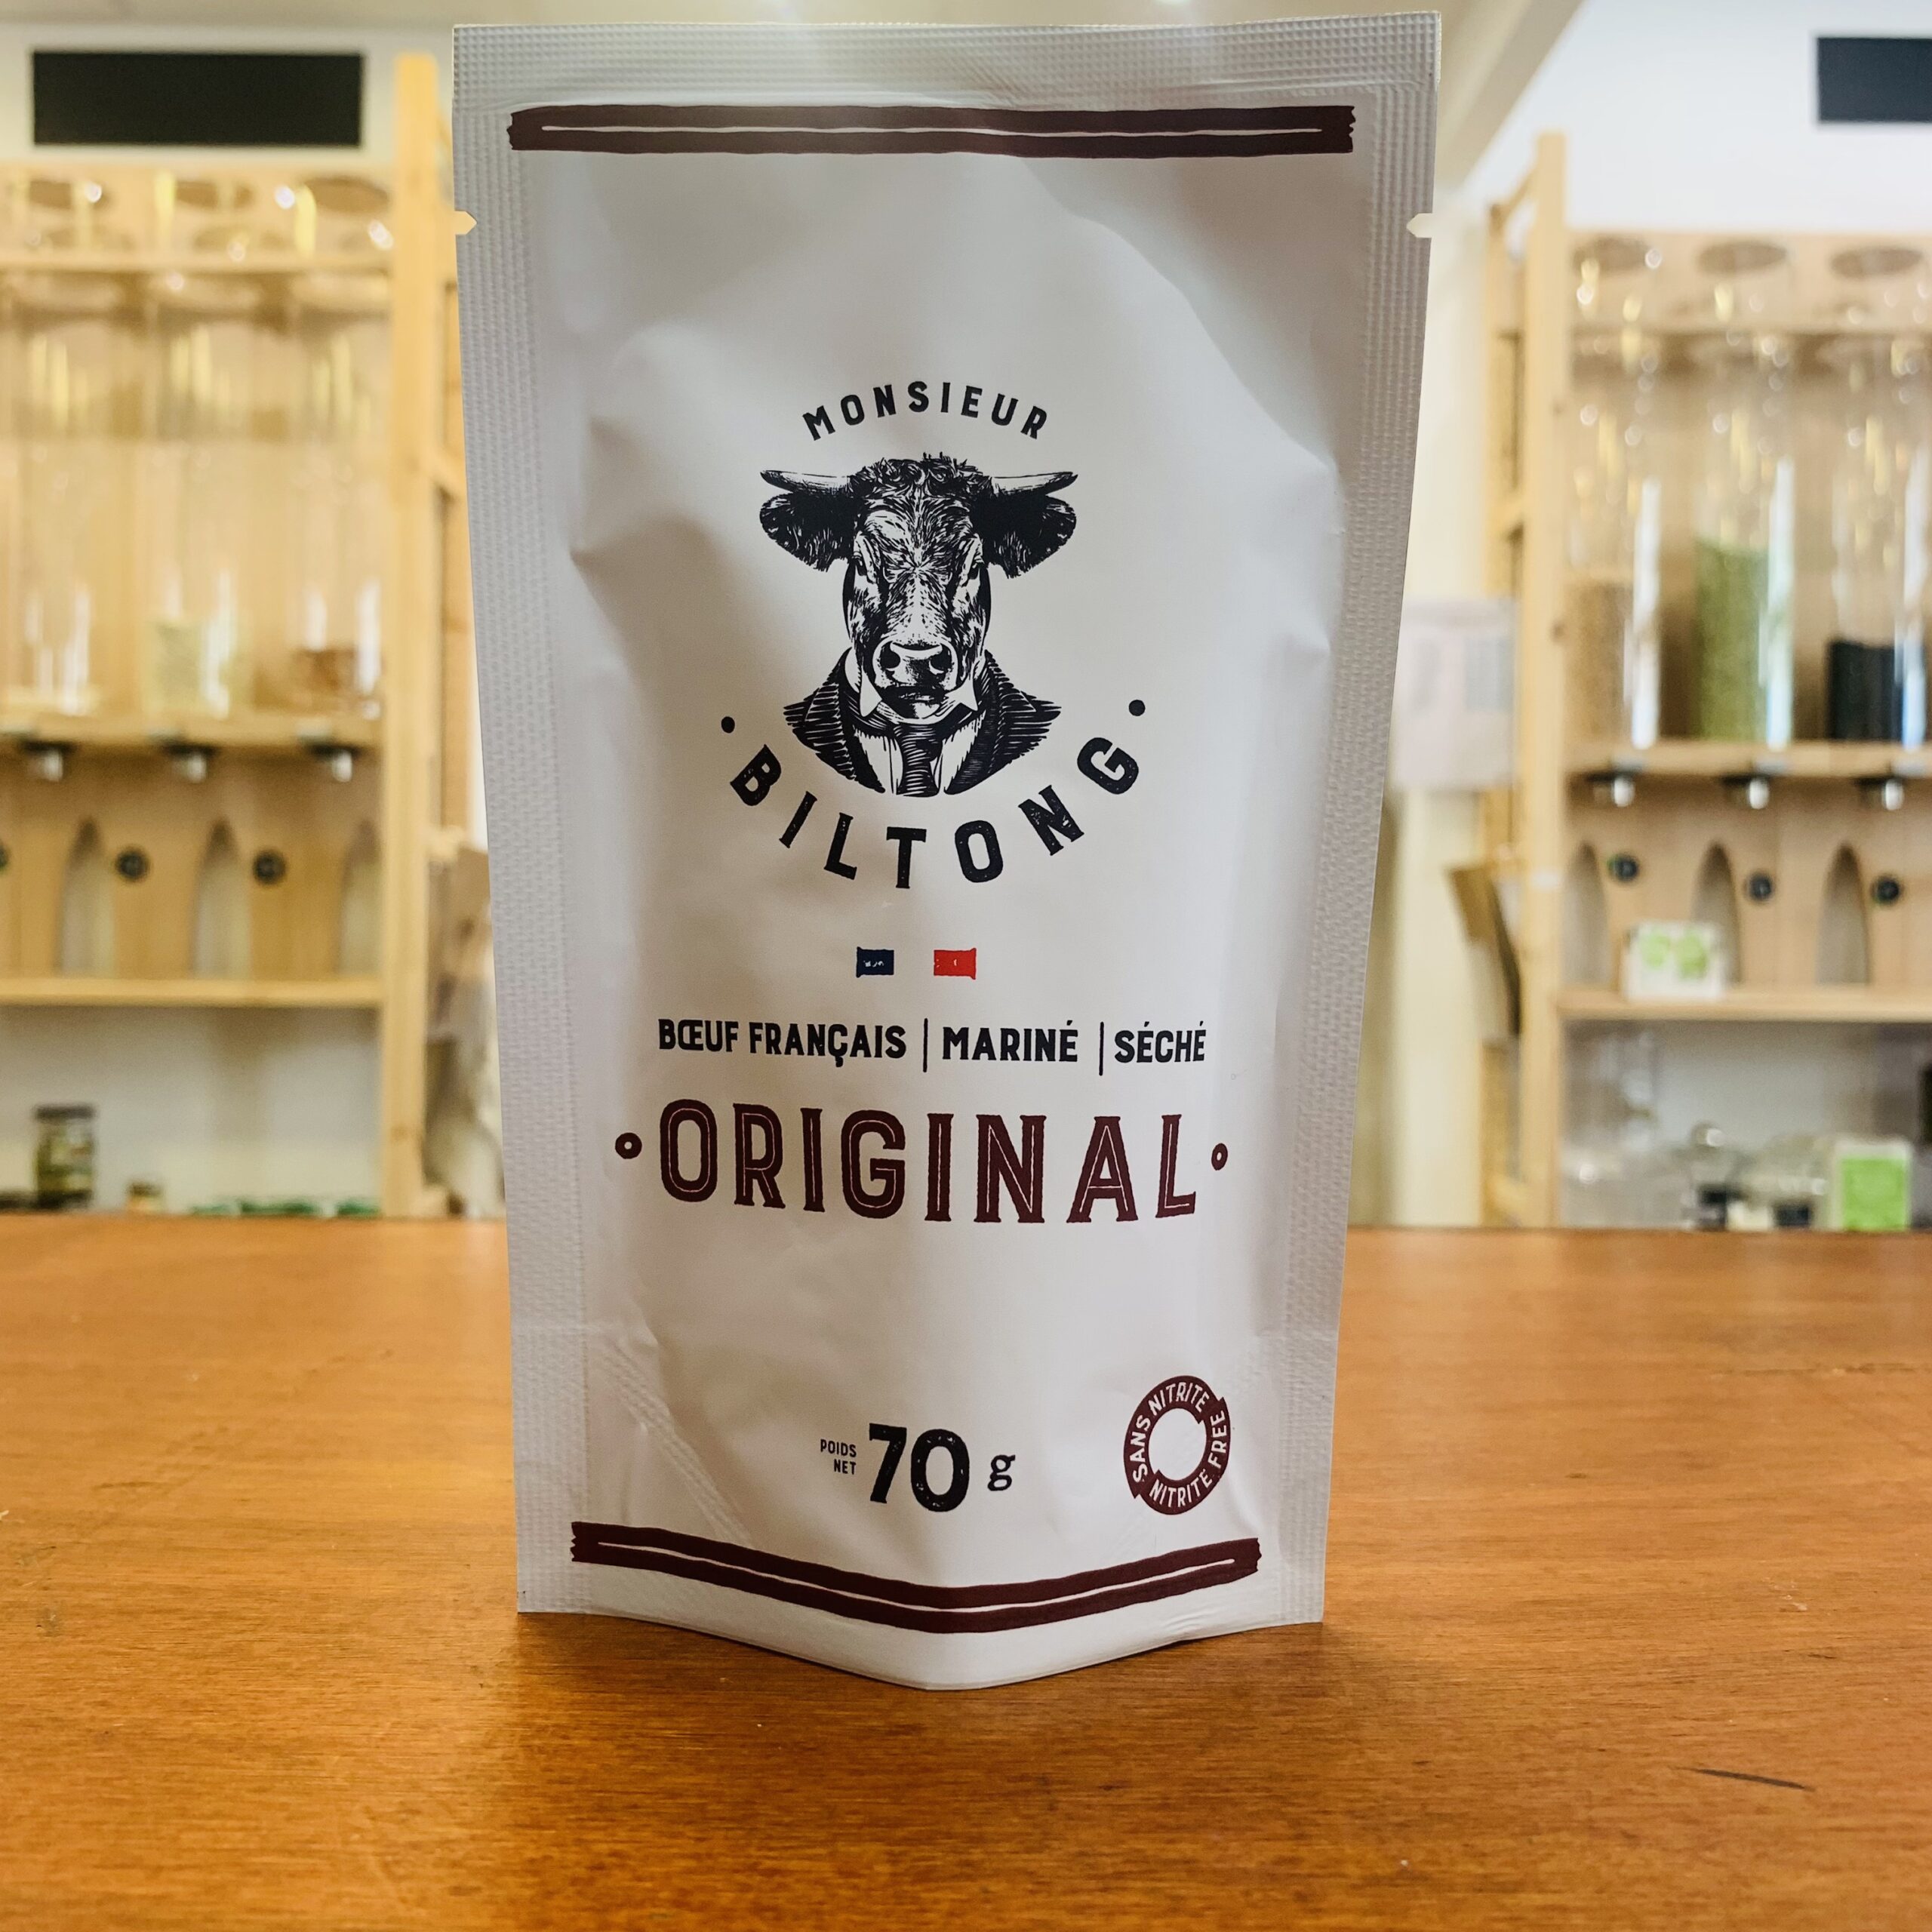 MONSIEUR
• BILTONG •
BŒUF FRANÇAIS | MARINÉ | SÉCHÉ
ORIGINAL
POIDS
NET
70 g
SANS NITRITE
NITRITE FREE